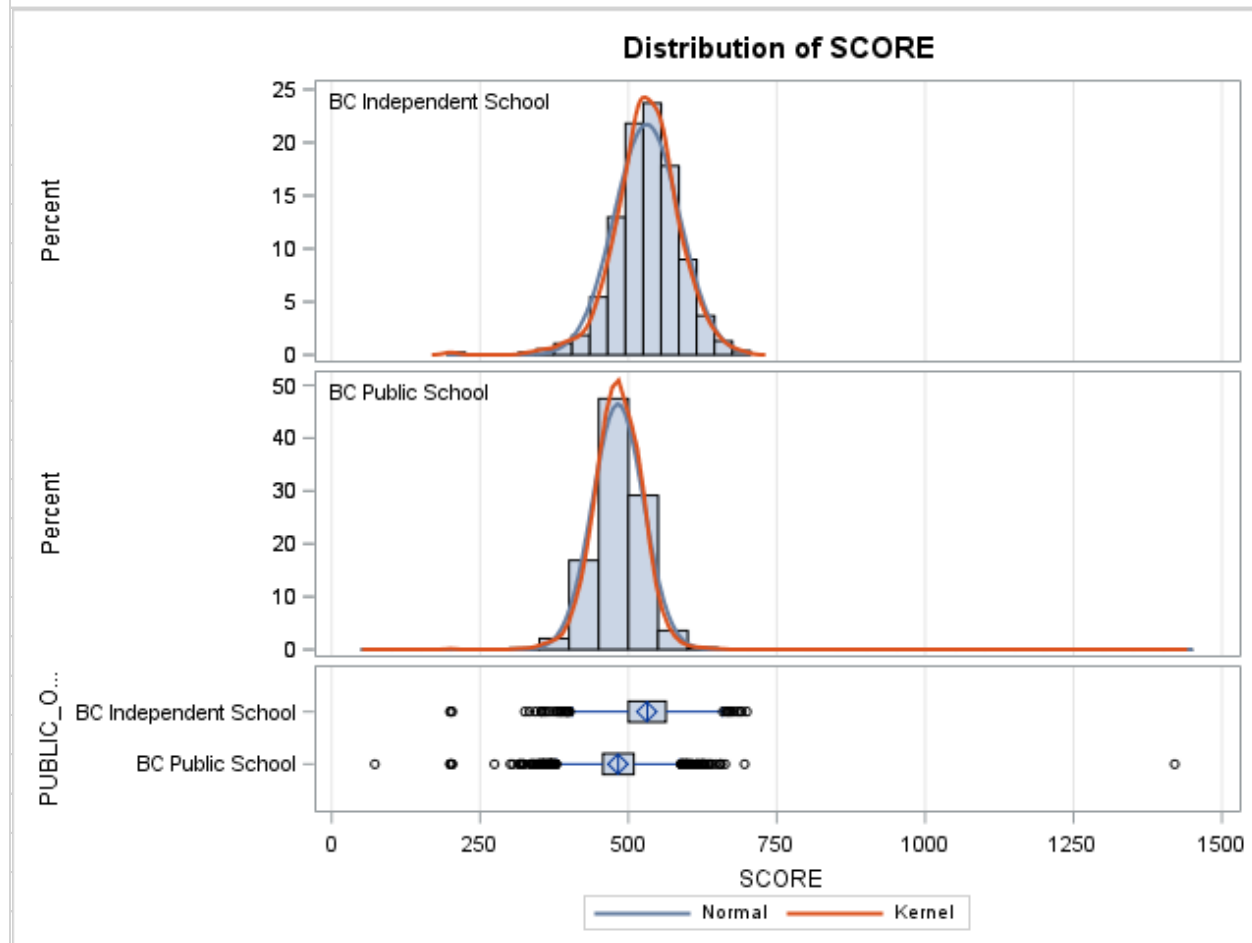 Distribution of SCORE
25
BC Independent School
20
15
10
5
0
Percent
50
BC Public School
40
30
20
10
0
Percent
PUBLIC_O...
BC Independent School
BC Public School
0 250 500 750 1000 1250 1500
SCORE
Normal Kernel